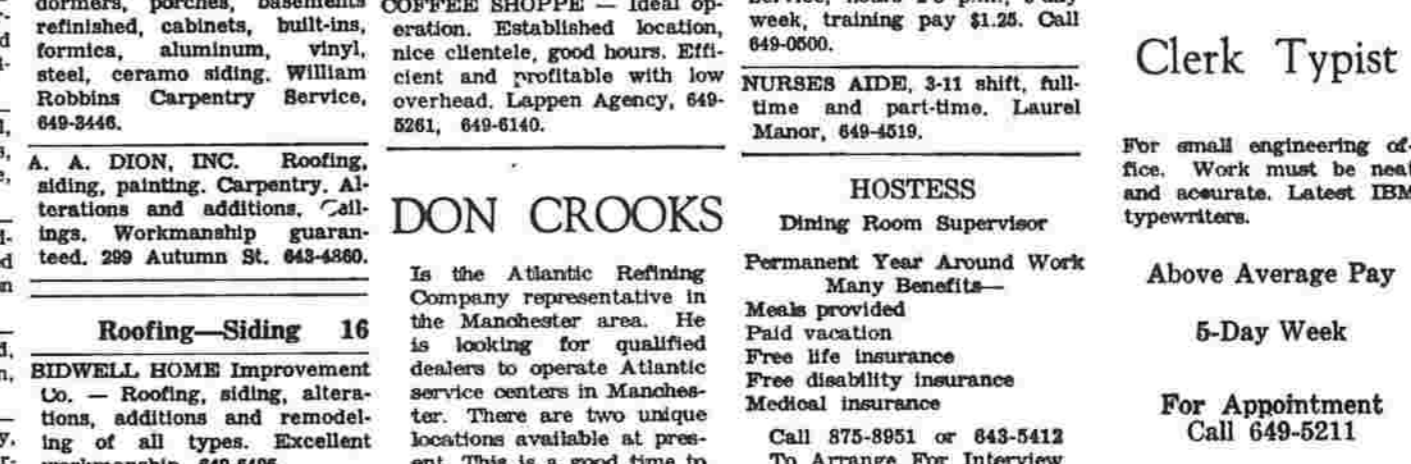 dormers, porches, basements
refinished, cabinets, built-ins,
formica, aluminum, vinyl,
steel, ceramo siding. William
Robbins Carpentry Service,
649-3446.
A. A. DION, INC. Roofing,
siding, painting. Carpentry. Al-
terations and additions. Ceil-
ings. Workmanship guaran-
teed. 299 Autumn St. 643-4860.
Roofing—Siding 16
BIDWELL HOME Improvement
Co. — Roofing, siding, altera-
tions, additions and remodel-
ing of all types. Excellent
COFFEE SHOPPE — Ideal op-
eration. Established location,
nice clientele, good hours. Effi-
cient and profitable with low
overhead. Lappen Agency, 649-
5261, 649-6140.
DON CROOKS
Is the Atlantic Refining
Company representative in
the Manchester area. He
is looking for qualified
dealers to operate Atlantic
service centers in Manches-
ter. There are two unique
locations available at pres-
ent. This is a good time to
week, training pay $1.25. Call
649-0500.
NURSES AIDE, 3-11 shift, full-
time and part-time. Laurel
Manor, 649-4519.
HOSTESS
Dining Room Supervisor
Permanent Year Around Work
Many Benefits—
Meals provided
Paid vacation
Free life insurance
Free disability insurance
Medical insurance
Call 875-8951 or 643-5412
To Arrange For Interview
Clerk Typist
For small engineering of-
fice. Work must be neat
and accurate. Latest IBM
typewriters.
Above Average Pay
5-Day Week
For Appointment
Call 649-5211